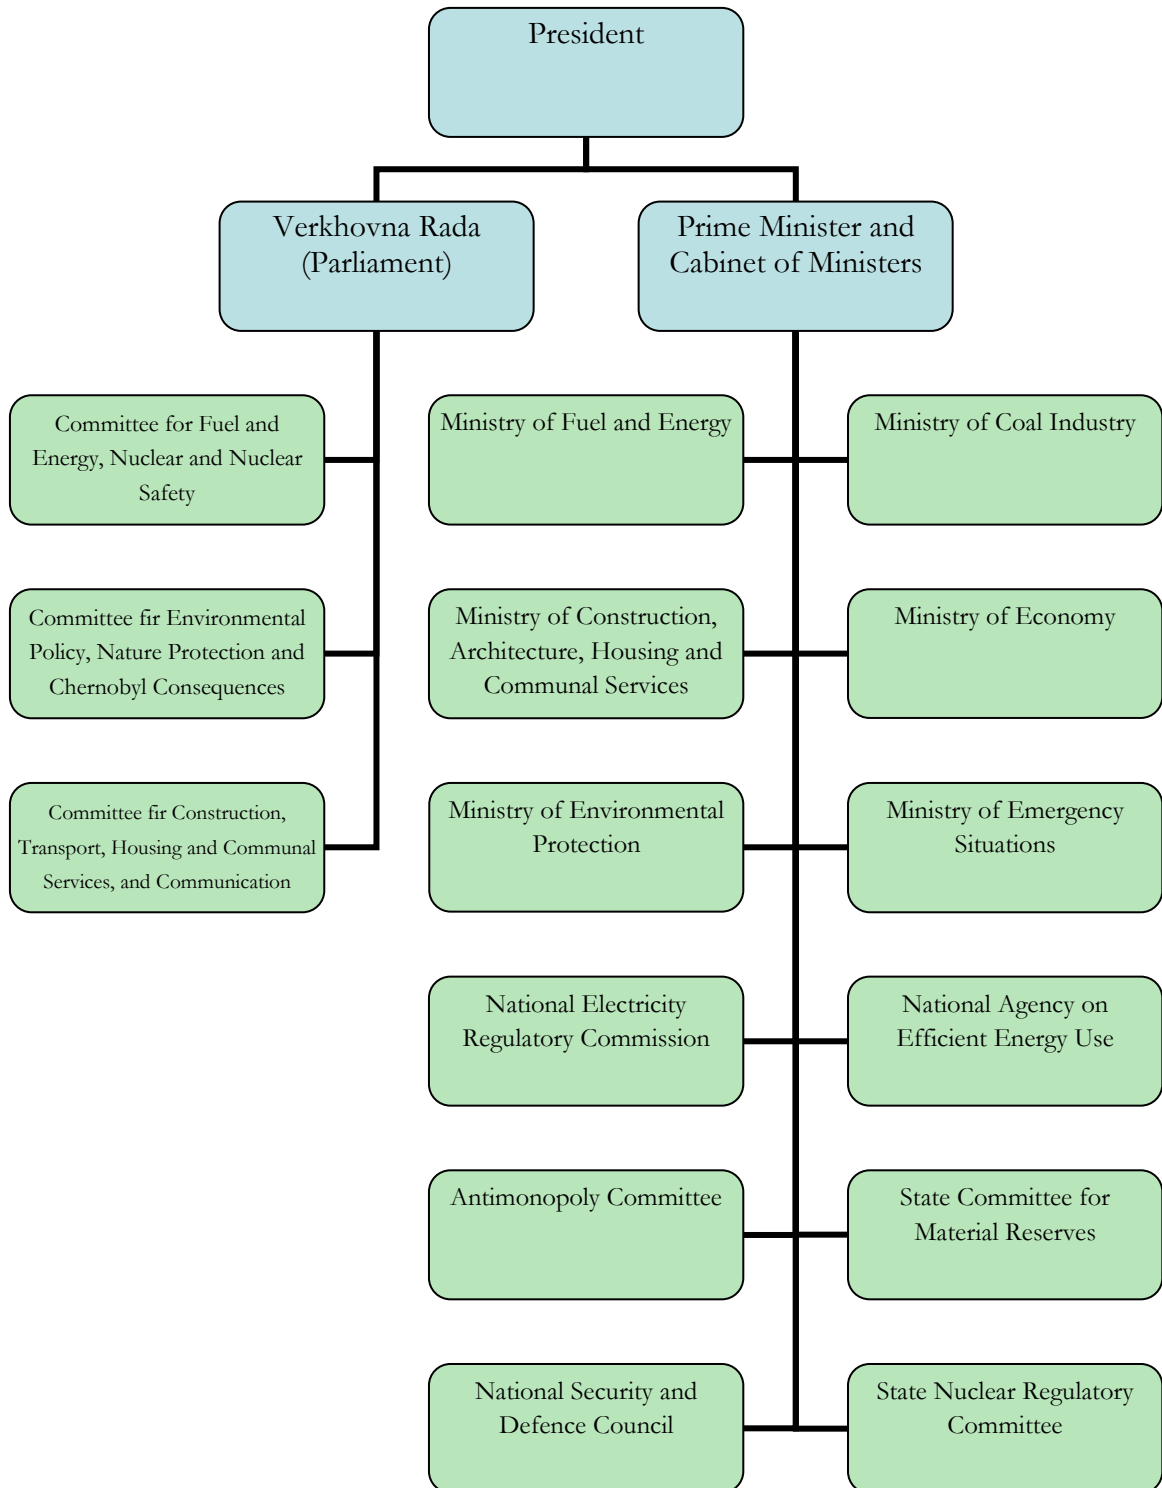 President
Verkhovna Rada
(Parliament)
Prime Minister and
Cabinet of Ministers
Committee for Fuel and
Energy, Nuclear and Nuclear
Safety
Ministry of Fuel and Energy
Ministry of Coal Industry
Committee fir Environmental
Policy, Nature Protection and
Chernobyl Consequences
Ministry of Construction,
Architecture, Housing and
Communal Services
Ministry of Economy
Committee fir Construction,
Transport, Housing and Communal
Services, and Communication
Ministry of Environmental
Protection
Ministry of Emergency
Situations
National Electricity
Regulatory Commission
National Agency on
Efficient Energy Use
Antimonopoly Committee
State Committee for
Material Reserves
National Security and
Defence Council
State Nuclear Regulatory
Committee